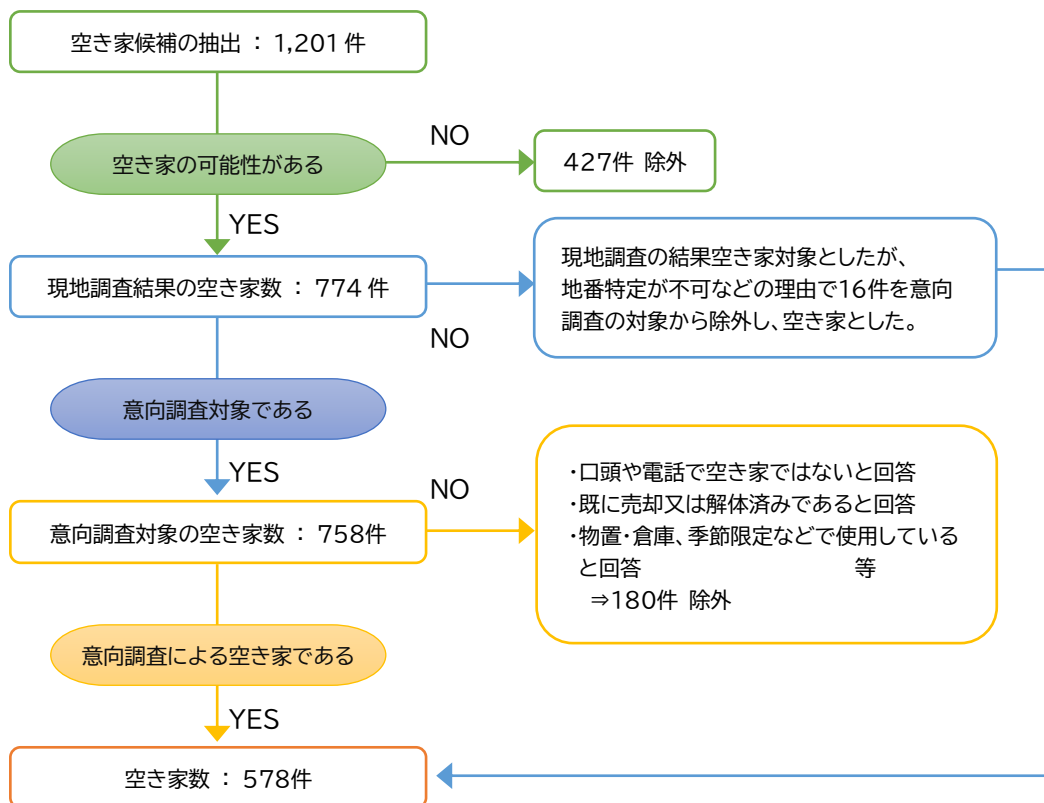 空き家候補の抽出 ： 1,201 件
NO
空き家の可能性がある
427件 除外
YES
現地調査結果の空き家数 ： 774 件
現地調査の結果空き家対象としたが、
地番特定が不可などの理由で16件を意向
調査の対象から除外し、空き家とした。
NO
意向調査対象である
YES
NO
意向調査対象の空き家数 ： 758件
・口頭や電話で空き家ではないと回答
・既に売却又は解体済みであると回答
・物置・倉庫、季節限定などで使用している
と回答 等
⇒180件 除外
意向調査による空き家である
YES
空き家数 ： 578件